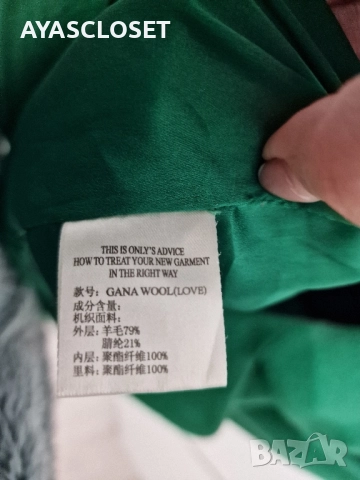 AYASCLOSET
THIS IS ONLY'S ADVICE
HOW TO TREAT YOUR NEW GARMENT
IN THE RIGHT WAY
款号：GANA WOOL(LOVE)
成分含量：
机织面料：
外层：羊毛79%
腈纶21%
内层：聚酯纤维100%
里料：聚酯纤维100%
BAZAR